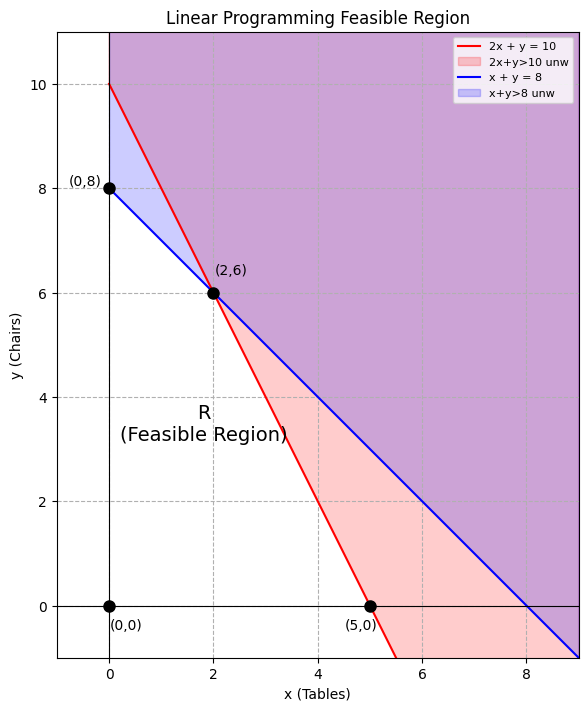 Linear Programming Feasible Region
2x + y = 10
2x+y>10 unw
x + y = 8
x+y>8 unw
10
8
6
4
2
0
(0,8)
(2,6)
R
(Feasible Region)
(0,0)
(5,0)
0
2
4
6
8
x (Tables)
y (Chairs)